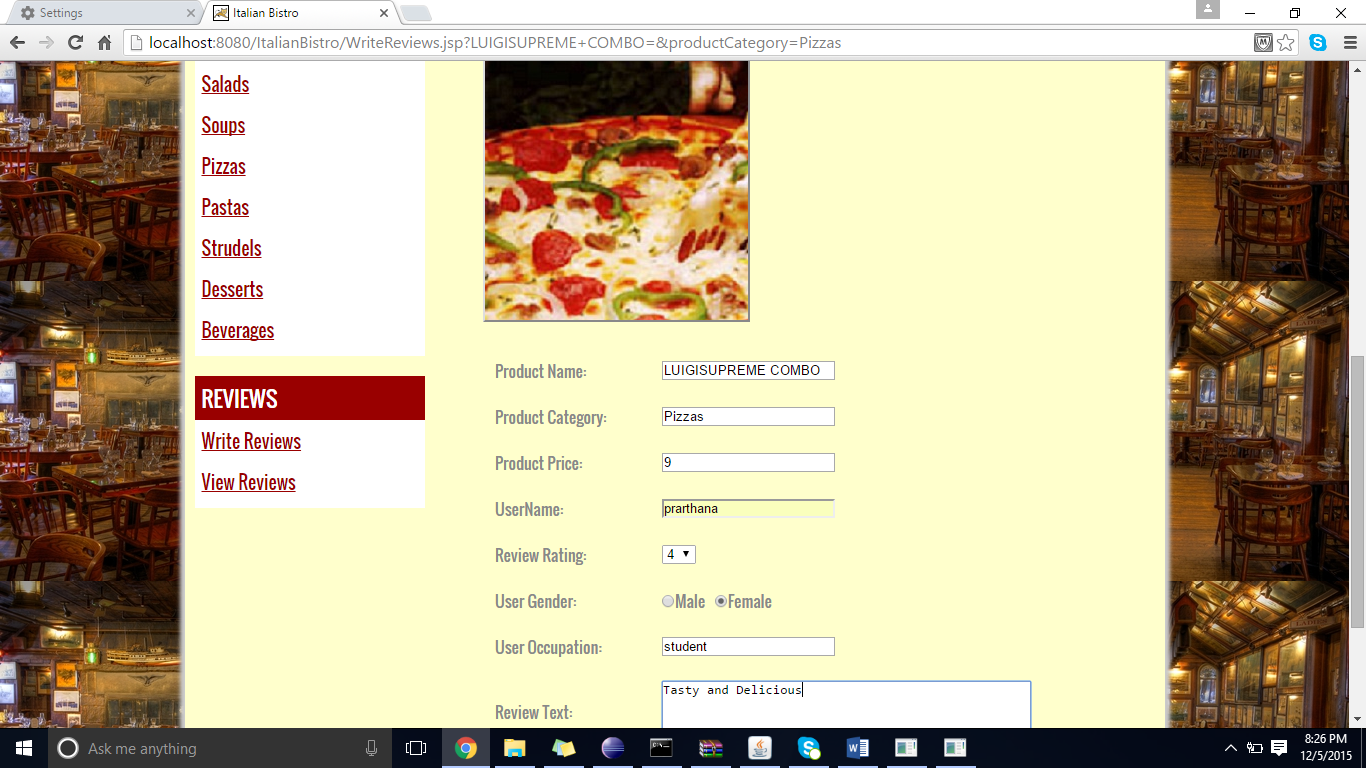 Settings
Italian Bistro
localhost:8080/ItalianBistro/WriteReviews.jsp?LUIGISUPREME+COMBO=&productCategory=Pizzas
Salads
Soups
Pizzas
Pastas
Strudels
Desserts
Beverages
REVIEWS
Write Reviews
View Reviews
Product Name: LUIGISUPREME COMBO
Product Category: Pizzas
Product Price: 9
UserName: prarthana
Review Rating: 4
User Gender: Male Female
User Occupation: student
Review Text: Tasty and Delicious
Ask me anything
8:26 PM
12/5/2015